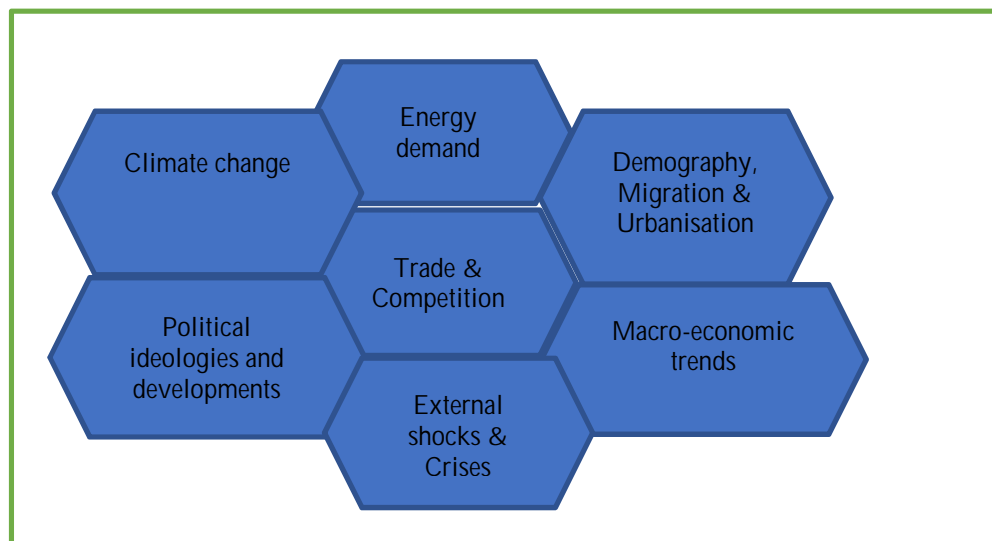 Energy
demand
Climate change
Demography,
Migration &
Urbanisation
Trade &
Competition
Political
ideologies and
developments
Macro-economic
trends
External
shocks &
Crises